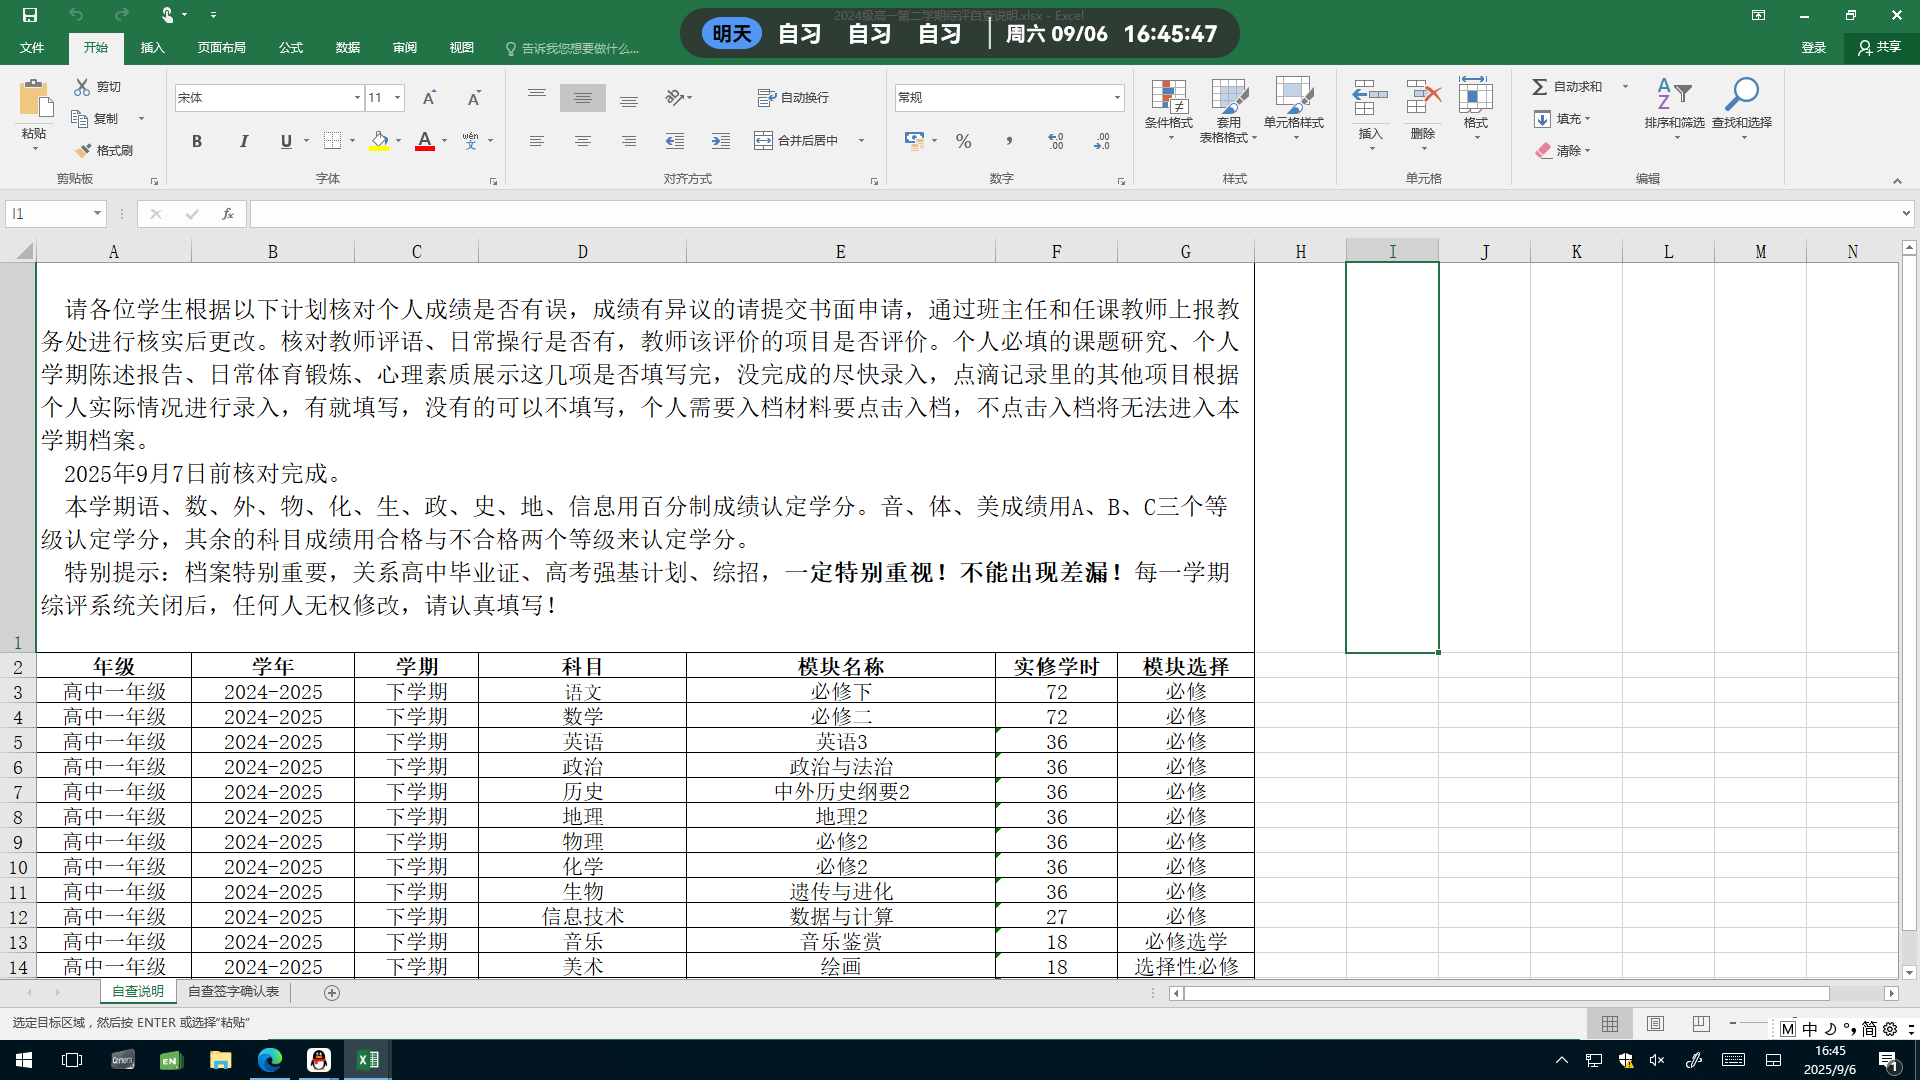 2024级高一第二学期综评自查说明.xlsx - Excel
明天 自习 自习 自习 周六 09/06 16:45:47
文件 开始 插入 页面布局 公式 数据 审阅 视图 告诉我您想要做什么... 登录 共享
粘贴 剪切 复制 格式刷 剪贴板
宋体 11 A A B I U A wén 文 字体
自动换行 合并后居中 对齐方式
常规 % , .0 .00 .00 .0 数字
条件格式 套用表格格式 单元格样式 样式
插入 删除 格式 单元格
自动求和 填充 清除 排序和筛选 查找和选择 编辑
I1 fx
A B C D E F G H I J K L M N
请各位学生根据以下计划核对个人成绩是否有误，成绩有异议的请提交书面申请，通过班主任和任课教师上报教
务处进行核实后更改。核对教师评语、日常操行是否有，教师该评价的项目是否评价。个人必填的课题研究、个人
学期陈述报告、日常体育锻炼、心理素质展示这几项是否填写完，没完成的尽快录入，点滴记录里的其他项目根据
个人实际情况进行录入，有就填写，没有的可以不填写，个人需要入档材料要点击入档，不点击入档将无法进入本
学期档案。
2025年9月7日前核对完成。
本学期语、数、外、物、化、生、政、史、地、信息用百分制成绩认定学分。音、体、美成绩用A、B、C三个等
级认定学分，其余的科目成绩用合格与不合格两个等级来认定学分。
特别提示：档案特别重要，关系高中毕业证、高考强基计划、综招，一定特别重视！不能出现差漏！每一学期
综评系统关闭后，任何人无权修改，请认真填写！
1
2 年级 学年 学期 科目 模块名称 实修学时 模块选择
3 高中一年级 2024-2025 下学期 语文 必修下 72 必修
4 高中一年级 2024-2025 下学期 数学 必修二 72 必修
5 高中一年级 2024-2025 下学期 英语 英语3 36 必修
6 高中一年级 2024-2025 下学期 政治 政治与法治 36 必修
7 高中一年级 2024-2025 下学期 历史 中外历史纲要2 36 必修
8 高中一年级 2024-2025 下学期 地理 地理2 36 必修
9 高中一年级 2024-2025 下学期 物理 必修2 36 必修
10 高中一年级 2024-2025 下学期 化学 必修2 36 必修
11 高中一年级 2024-2025 下学期 生物 遗传与进化 36 必修
12 高中一年级 2024-2025 下学期 信息技术 数据与计算 27 必修
13 高中一年级 2024-2025 下学期 音乐 音乐鉴赏 18 必修选学
14 高中一年级 2024-2025 下学期 美术 绘画 18 选择性必修
自查说明 自查签字确认表
选定目标区域，然后按 ENTER 或选择"粘贴"
M 中 简
EN 16:45
2025/9/6 1